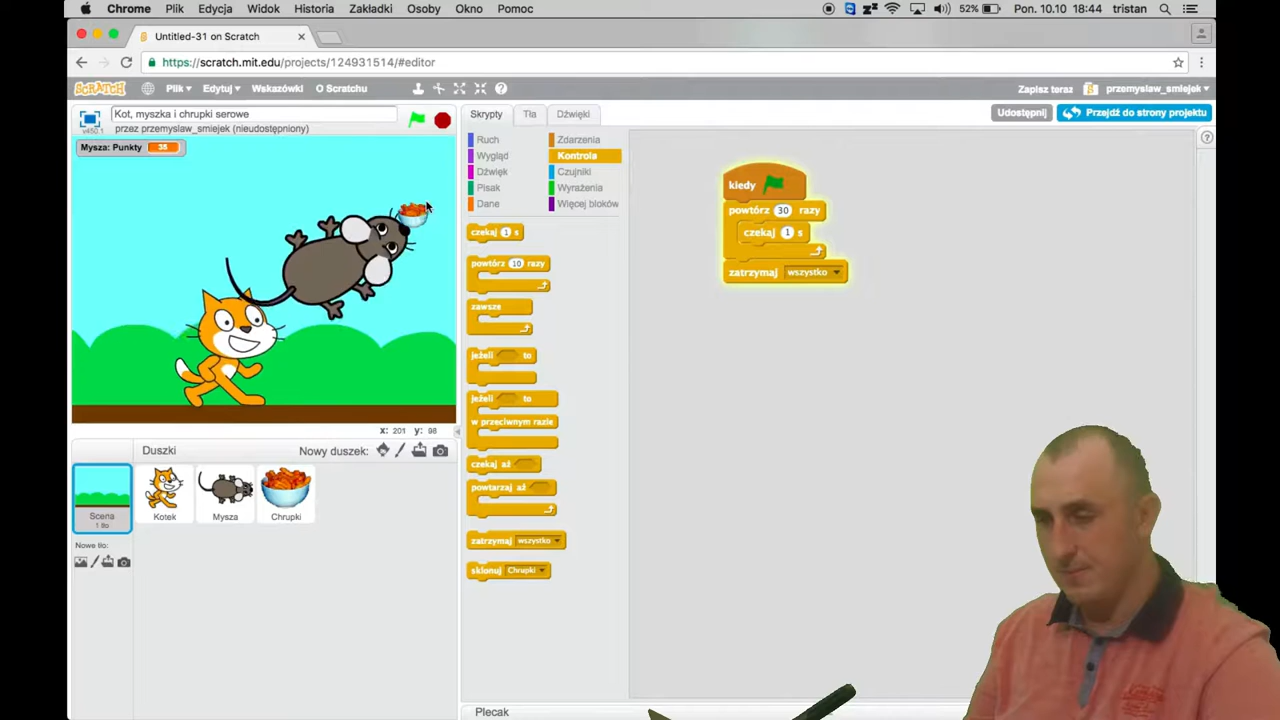 Chrome Plik Edycja Widok Historia Zakładki Osoby Okno Pomoc 52% Pon. 10.10 18:44 tristan
Untitled-31 on Scratch
https://scratch.mit.edu/projects/124931514/#editor
SCRATCH Plik Edytuj Wskazówki O Scratchu Zapisz teraz przemyslaw_smiejek
v450.1 Kot, myszka i chrupki serowe
przez przemyslaw_smiejek (nieudostępniony)
Skrypty Tła Dźwięki
Udostępnij Przejdź do strony projektu
Mysza: Punkty 35
Ruch Zdarzenia
Wygląd Kontrola
Dźwięk Czujniki
Pisak Wyrażenia
Dane Więcej bloków
czekaj 1 s
powtórz 10 razy
zawsze
jeżeli to
jeżeli to
w przeciwnym razie
czekaj aż
powtarzaj aż
zatrzymaj wszystko
sklonuj Chrupki
kiedy
powtórz 30 razy
czekaj 1 s
zatrzymaj wszystko
x: 201 y: 98
Duszki Nowy duszek:
Scena
1 tło
Kotek Mysza Chrupki
Nowe tło:
Plecak
?